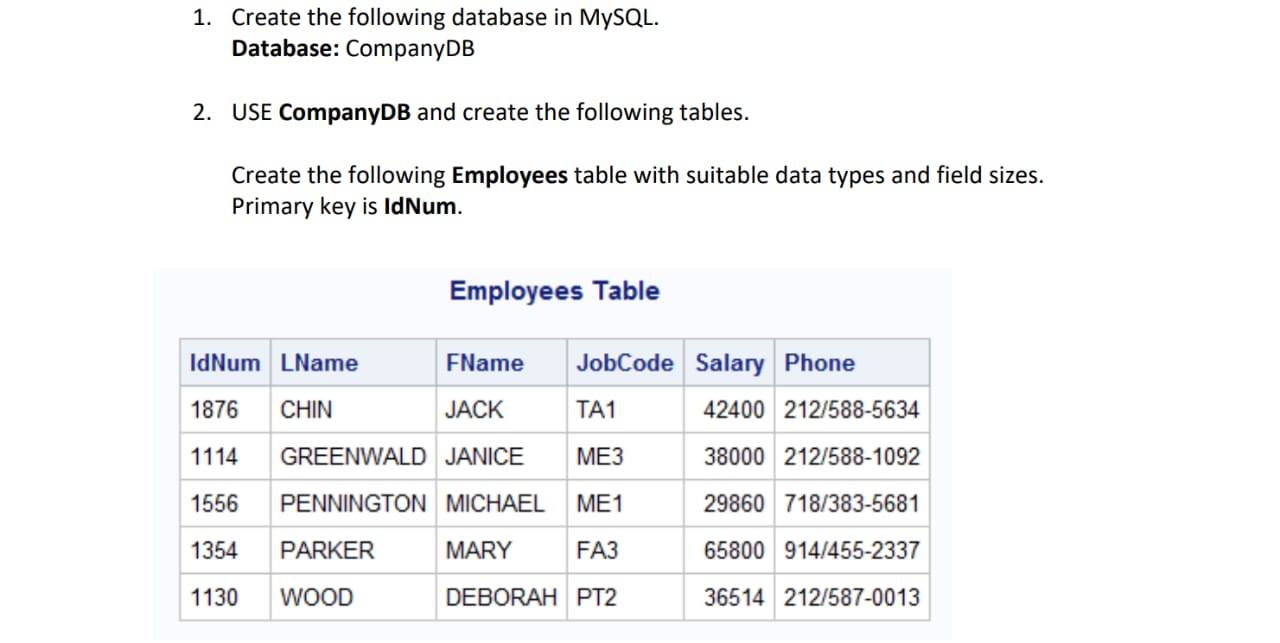 1. Create the following database in MySQL.
Database: CompanyDB
2. USE CompanyDB and create the following tables.
Create the following Employees table with suitable data types and field sizes.
Primary key is IdNum.
Employees Table
IdNum LName FName JobCode Salary Phone
1876 CHIN JACK TA1 42400 212/588-5634
1114 GREENWALD JANICE ME3 38000 212/588-1092
1556 PENNINGTON MICHAEL ME1 29860 718/383-5681
1354 PARKER MARY FA3 65800 914/455-2337
1130 WOOD DEBORAH PT2 36514 212/587-0013